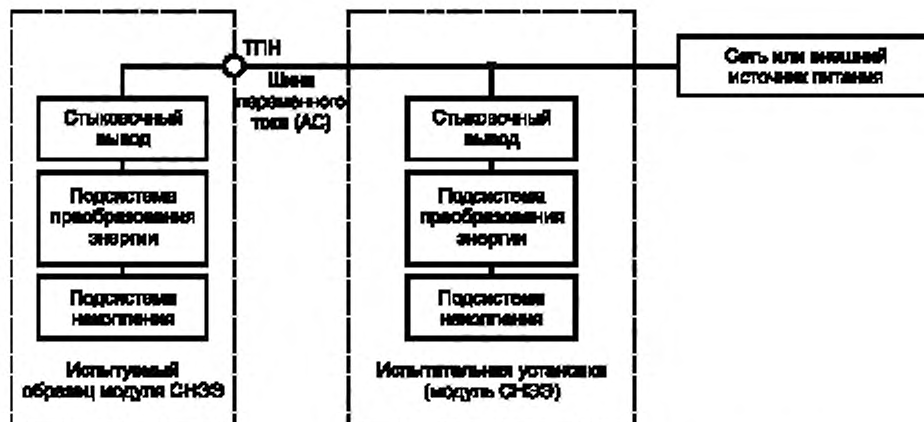 ТПН
Шина
переменного
тока (АС)
Сеть или внешний
источник питания
Стыковочный
вывод
Подсистема
преобразования
энергии
Подсистема
накопления
Испытуемый
образец модуля СНЭЭ
Стыковочный
вывод
Подсистема
преобразования
энергии
Подсистема
накопления
Испытательная установка
(модуль СНЭЭ)